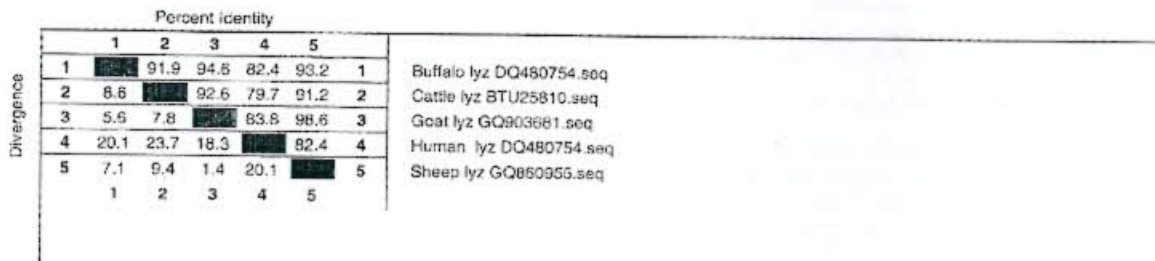 Percent identity
1 2 3 4 5
1 91.9 94.6 82.4 93.2 1 Buffalo lyz DQ480754.seq
2 8.6 92.6 79.7 91.2 2 Cattle lyz BTU25810.seq
3 5.6 7.8 83.8 98.6 3 Goat lyz GQ903681.seq
4 20.1 23.7 18.3 82.4 4 Human lyz DQ480754.seq
5 7.1 9.4 1.4 20.1 5 Sheep lyz GQ860955.seq
1 2 3 4 5
Divergence